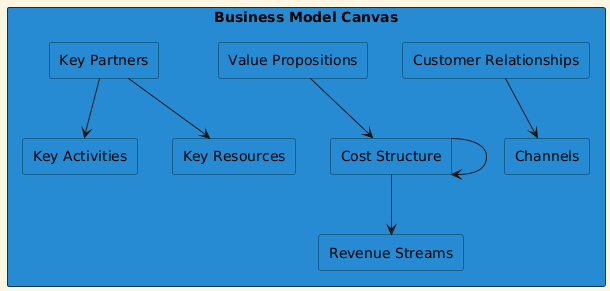 Business Model Canvas
Key Partners
Value Propositions
Customer Relationships
Key Activities
Key Resources
Cost Structure
Channels
Revenue Streams